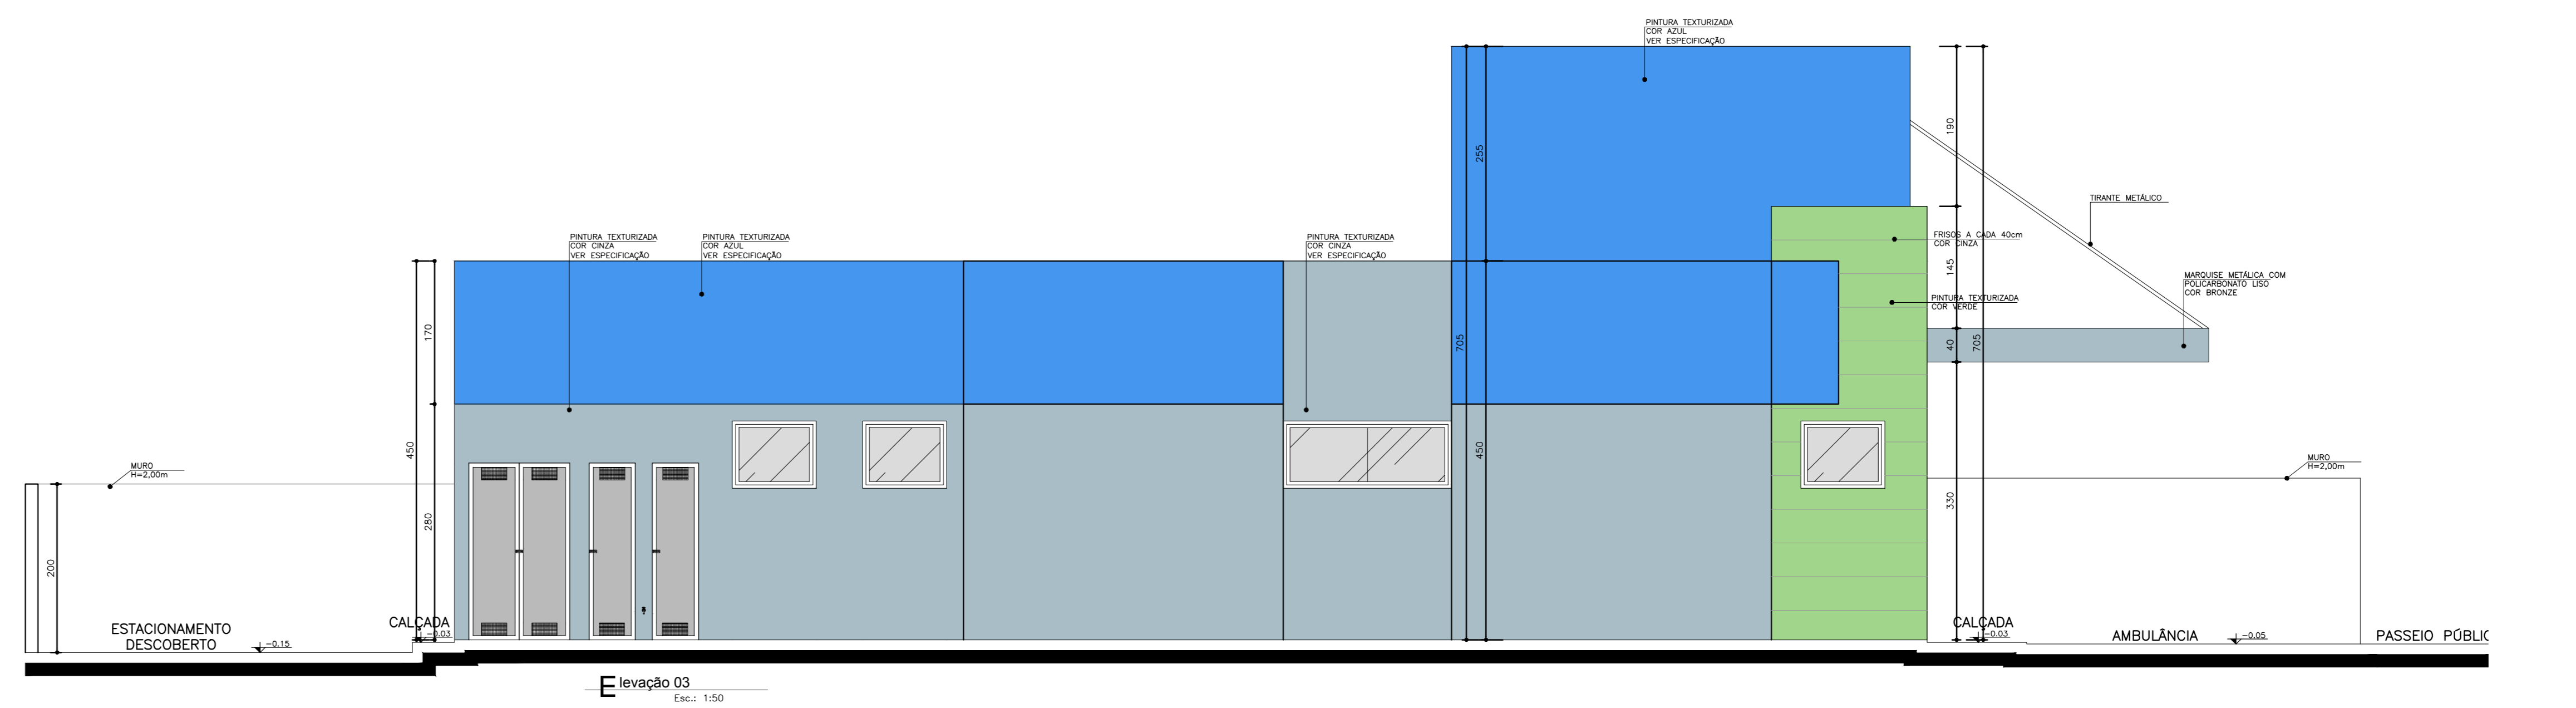 PINTURA TEXTURIZADA
COR AZUL
VER ESPECIFICAÇÃO
190
255
TIRANTE METÁLICO
PINTURA TEXTURIZADA
COR CINZA
VER ESPECIFICAÇÃO
PINTURA TEXTURIZADA
COR AZUL
VER ESPECIFICAÇÃO
PINTURA TEXTURIZADA
COR CINZA
VER ESPECIFICAÇÃO
FRISOS A CADA 40cm
COR CINZA
145
MARQUISE METÁLICA COM
POLICARBONATO LISO
COR BRONZE
PINTURA TEXTURIZADA
COR VERDE
170
705
40
705
450
450
MURO
H=2,00m
MURO
H=2,00m
280
330
200
ESTACIONAMENTO
DESCOBERTO
-0.15
CALÇADA
-0.03
CALÇADA
-0.03
AMBULÂNCIA
-0.05
PASSEIO PÚBLIC
Elevação 03
Esc.: 1:50